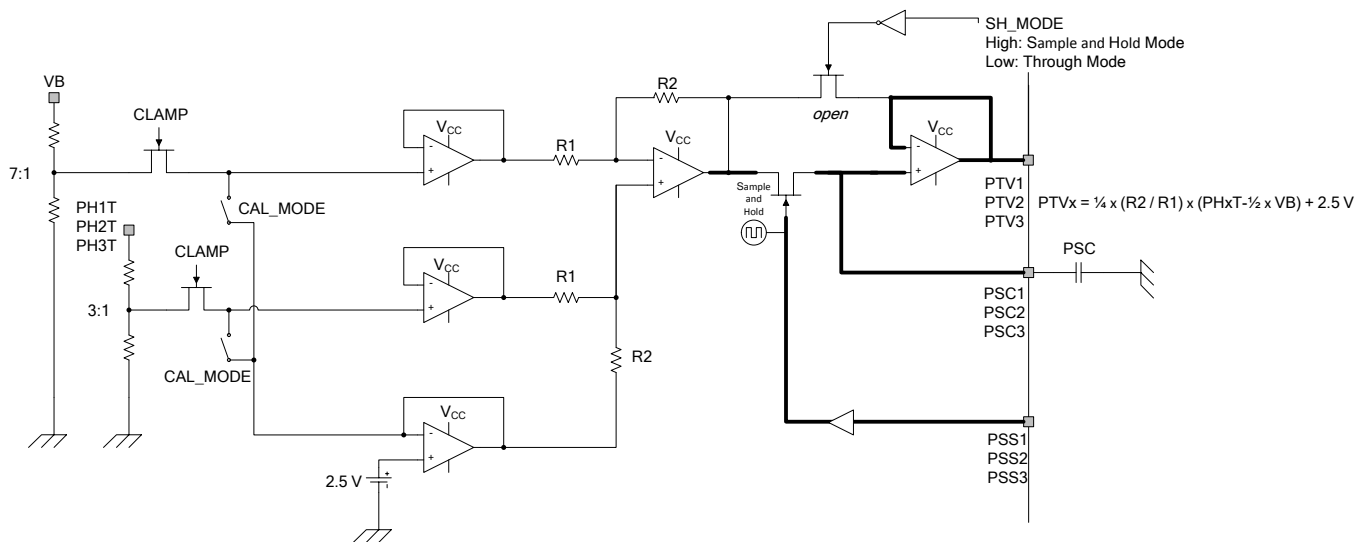 SH_MODE
High: Sample and Hold Mode
Low: Through Mode
VB
CLAMP
R2
open
VCC
R1
VCC
VCC
7:1
CAL_MODE
PH1T
PH2T
PH3T
Sample
and
Hold
PTV1
PTV2
PTV3
PTVx = ¼ x (R2 / R1) x (PHxT-½ x VB) + 2.5 V
CLAMP
VCC
R1
PSC
3:1
PSC1
PSC2
PSC3
R2
CAL_MODE
VCC
2.5 V
PSS1
PSS2
PSS3